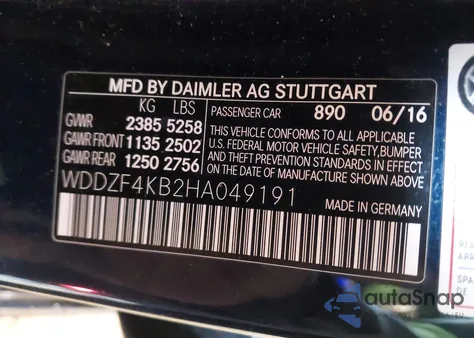 MFD BY DAIMLER AG STUTTGART
KG LBS
GVWR 2385 5258
GAWR FRONT 1135 2502
GAWR REAR 1250 2756
PASSENGER CAR 890 06/16
THIS VEHICLE CONFORMS TO ALL APPLICABLE
U.S. FEDERAL MOTOR VEHICLE SAFETY, BUMPER
AND THEFT PREVENTION STANDARDS IN EFFECT
ON THE DATE OF MANUFACTURE SHOWN ABOVE
WDDZF4KB2HA049191
MADE IN GERMANY
autoSnap